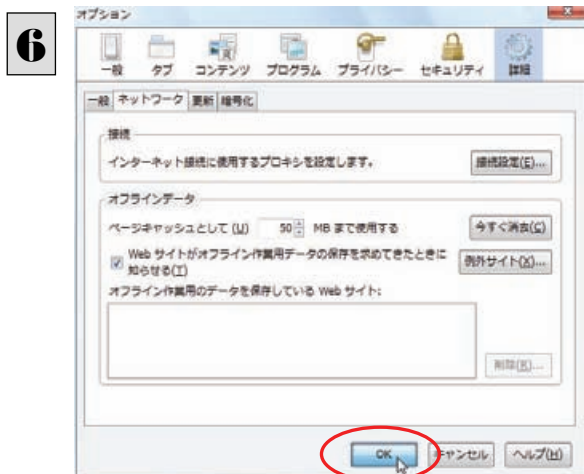 6
オプション
一般 タブ コンテンツ プログラム プライバシー セキュリティ 詳細
一般 ネットワーク 更新 暗号化
接続
インターネット接続に使用するプロキシを設定します。 接続設定(E)...
オフラインデータ
ページキャッシュとして(U) 50 MB まで使用する 今すぐ消去(C)
Web サイトがオフライン作業用データの保存を求めてきたときに
知らせる(T) 例外サイト(X)...
オフライン作業用のデータを保存している Web サイト:
削除(R)...
OK キャンセル ヘルプ(H)